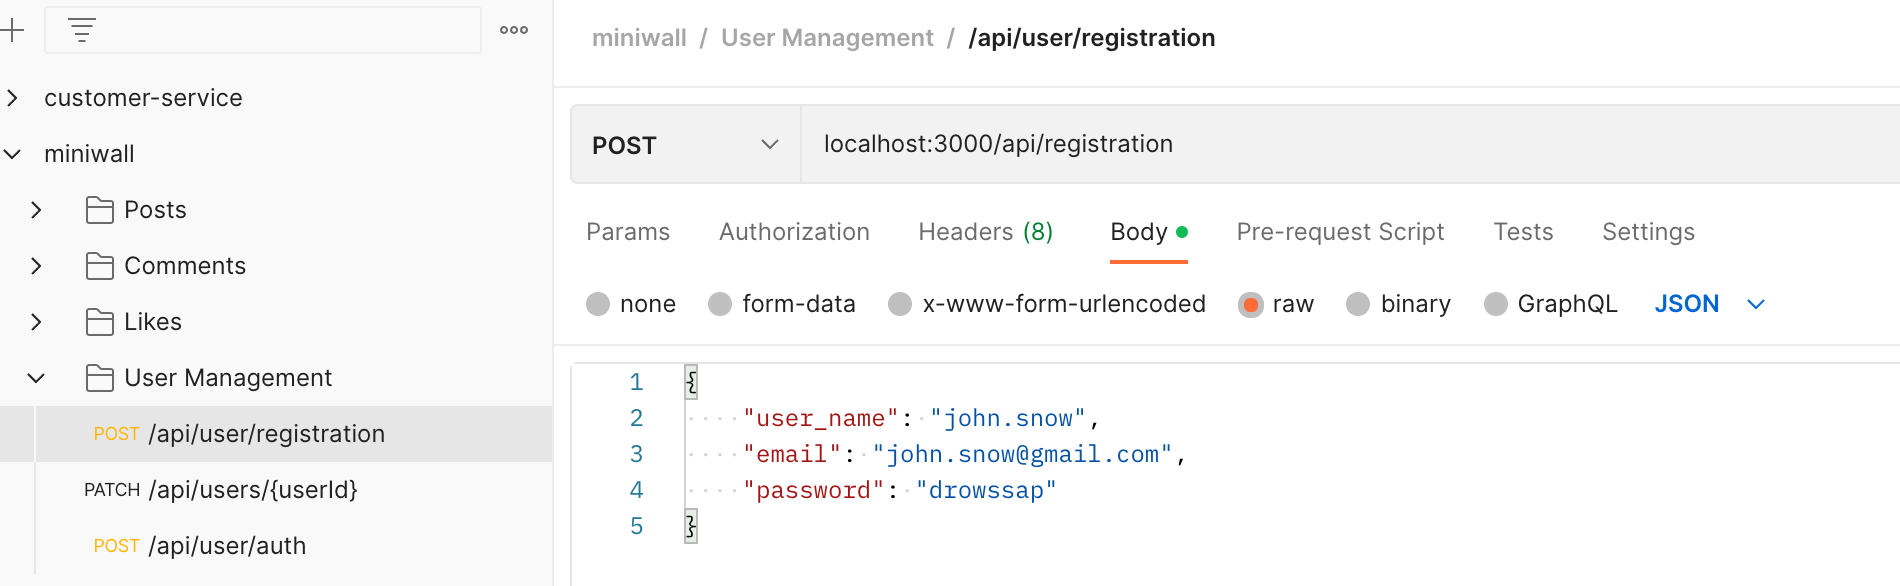 customer-service
miniwall
Posts
Comments
Likes
User Management
POST /api/user/registration
PATCH /api/users/{userId}
POST /api/user/auth
miniwall / User Management / /api/user/registration
POST localhost:3000/api/registration
Params Authorization Headers (8) Body Pre-request Script Tests Settings
none form-data x-www-form-urlencoded raw binary GraphQL JSON
1 {
2 "user_name": "john.snow",
3 "email": "john.snow@gmail.com",
4 "password": "drowssap"
5 }